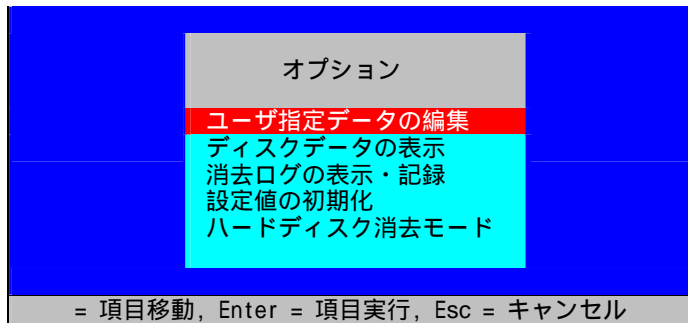 オプション
ユーザ指定データの編集
ディスクデータの表示
消去ログの表示・記録
設定値の初期化
ハードディスク消去モード
= 項目移動, Enter = 項目実行, Esc = キャンセル